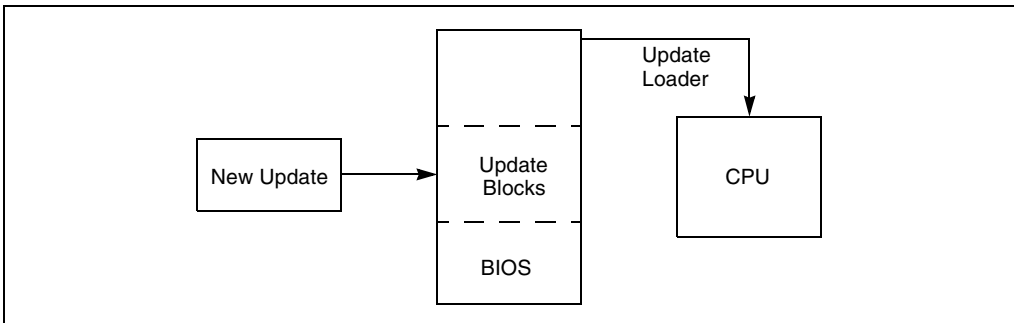 Update
Loader
New Update
Update
Blocks
CPU
BIOS